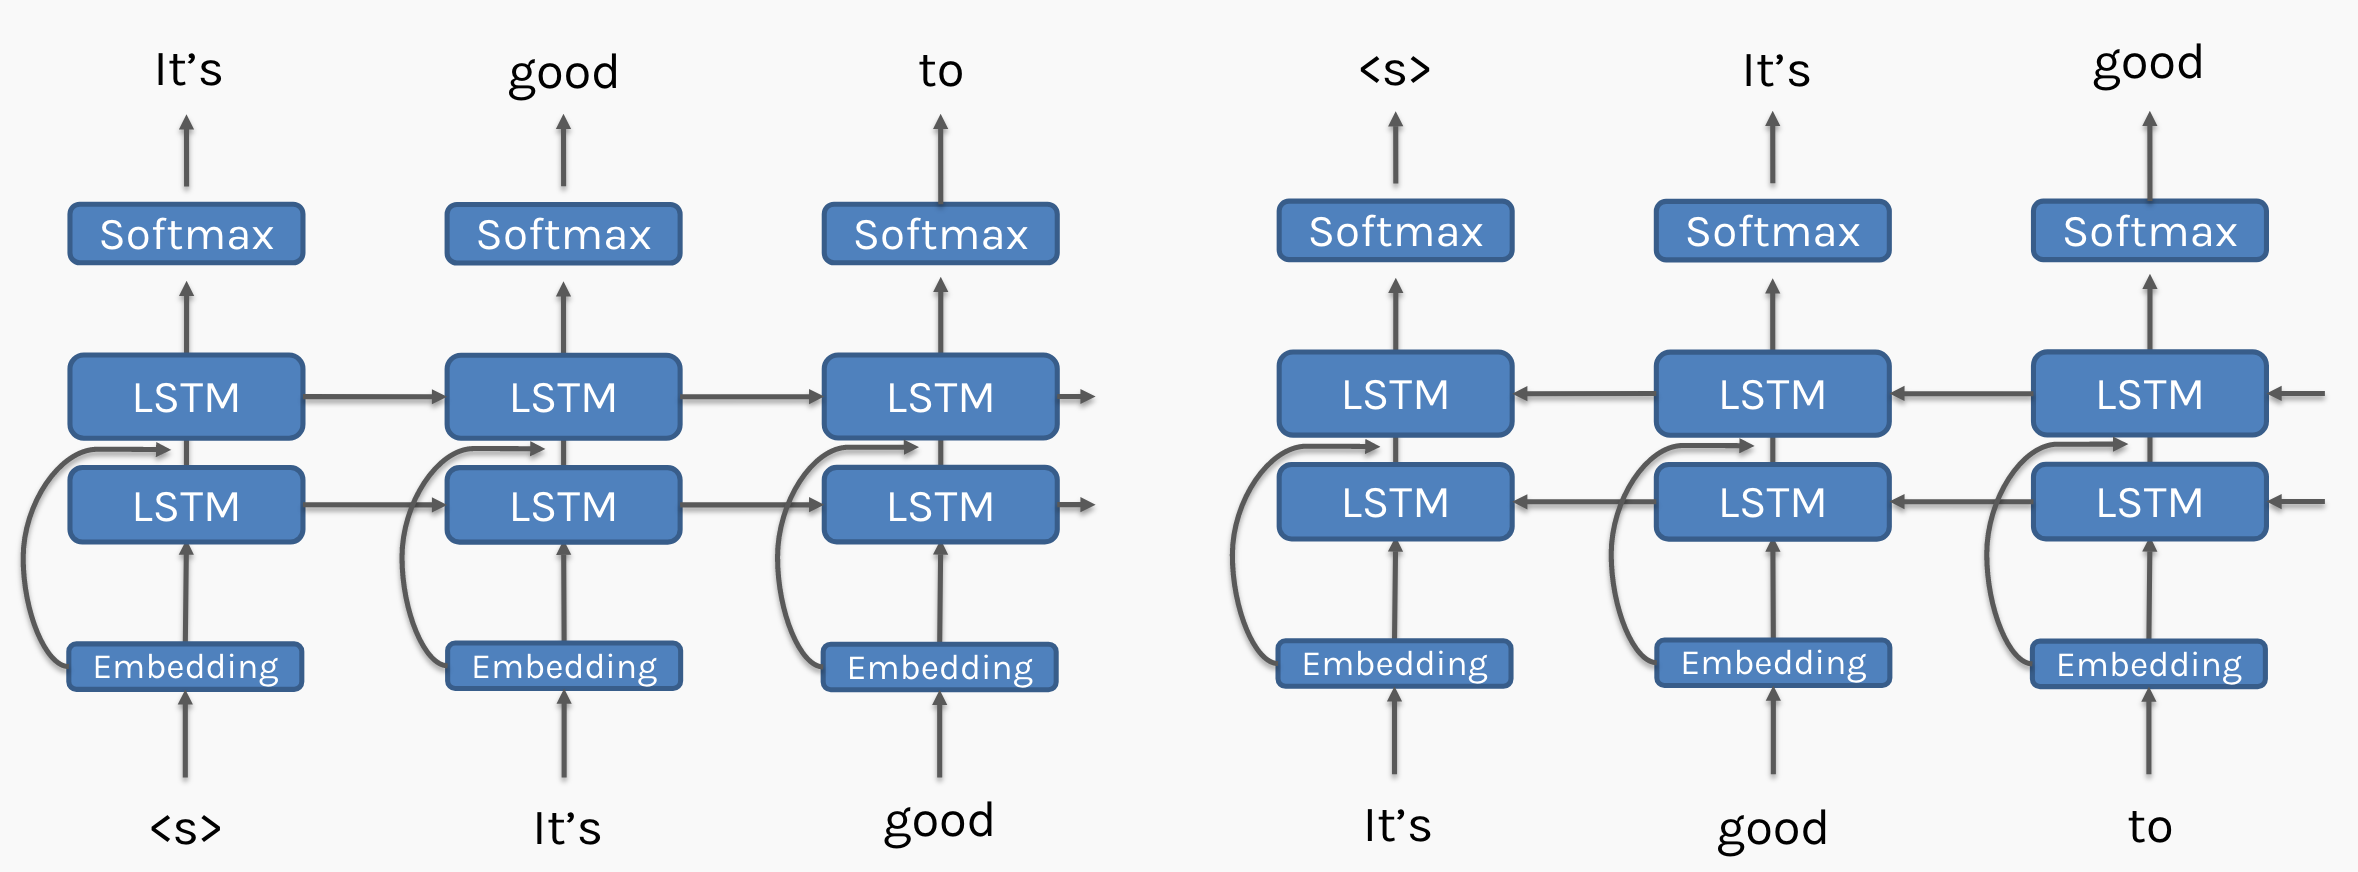 It’s good to <s> It’s good
Softmax Softmax Softmax Softmax Softmax Softmax
LSTM LSTM LSTM LSTM LSTM LSTM
LSTM LSTM LSTM LSTM LSTM LSTM
Embedding Embedding Embedding Embedding Embedding Embedding
<s> It’s good It’s good to